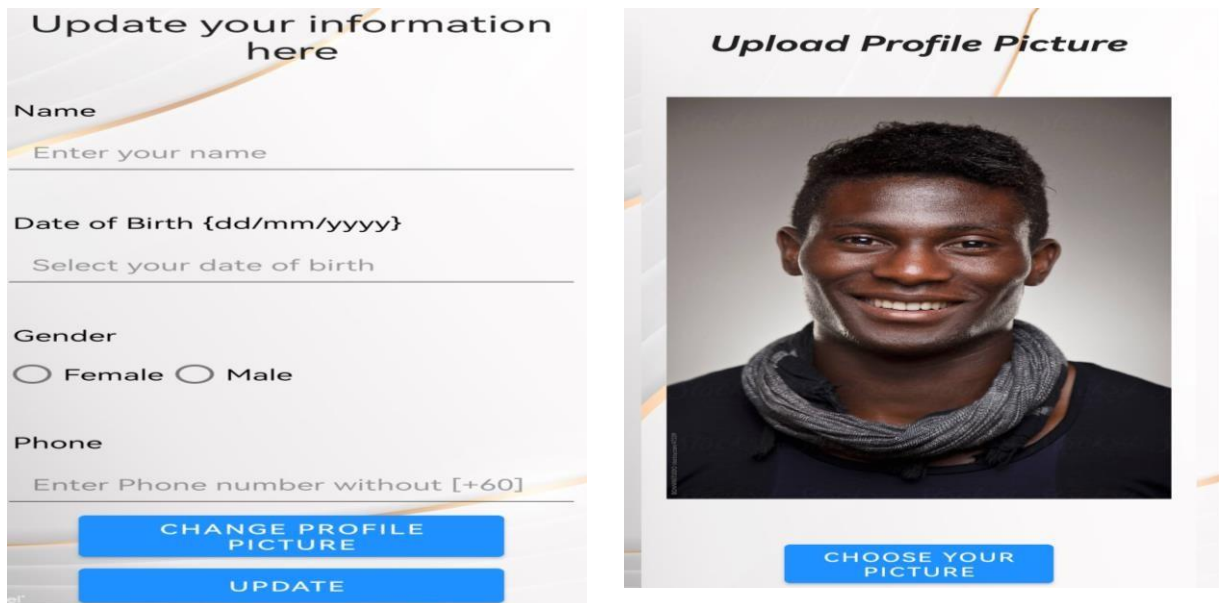 Update your information
here
Name
Enter your name
Date of Birth {dd/mm/yyyy}
Select your date of birth
Gender
Female Male
Phone
Enter Phone number without [+60]
CHANGE PROFILE
PICTURE
UPDATE
Upload Profile Picture
CHOOSE YOUR
PICTURE